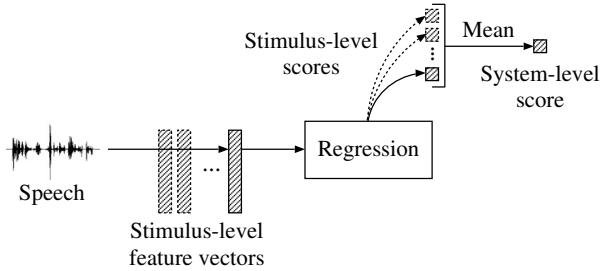 Stimulus-level
scores
Mean
System-level
score
Regression
Speech
...
Stimulus-level
feature vectors